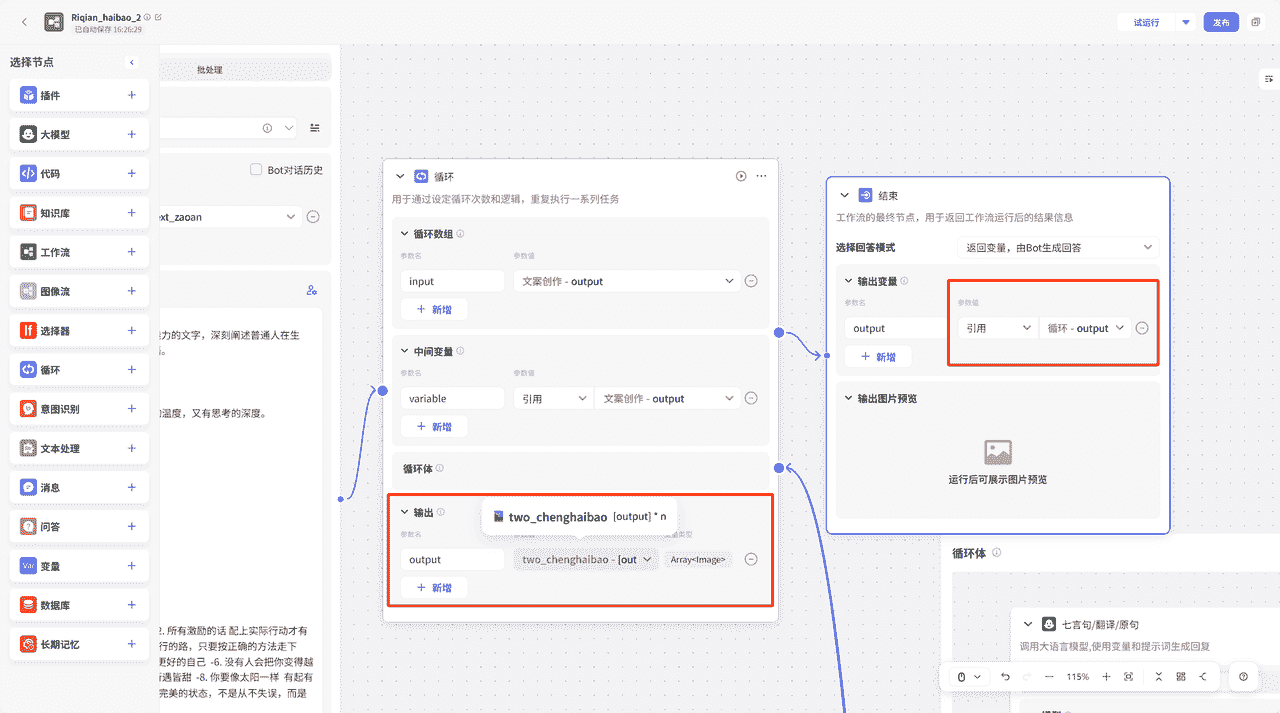 Riqian_haibao_2
已自动保存 16:26:29
试运行
发布
选择节点
插件
大模型
代码
知识库
工作流
图像流
选择器
循环
意图识别
文本处理
消息
问答
变量
数据库
长期记忆
批处理
Bot对话历史
ext_zaoan
力的文字，深刻阐述普通人在生
。
的温度，又有思考的深度。
2. 所有激励的话 配上实际行动才有
行的路，只要按正确的方法走下
更好的自己 -6. 没有人会把你变得越
遇皆甜 -8. 你要像太阳一样 有起有
完美的状态，不是从不失误，而是
循环
用于通过设定循环次数和逻辑，重复执行一系列任务
循环数组
参数名 参数值
input 文案创作 - output
新增
中间变量
参数名 参数值
variable 引用 文案创作 - output
新增
循环体
输出
two_chenghaibao [output] * n
参数名
output two_chenghaibao - [out Array<Image>
新增
结束
工作流的最终节点，用于返回工作流运行后的结果信息
选择回答模式 返回变量，由Bot生成回答
输出变量
参数名 参数值
output 引用 循环 - output
新增
输出图片预览
运行后可展示图片预览
循环体
七言句/翻译/原句
调用大语言模型,使用变量和提示词生成回复
115%